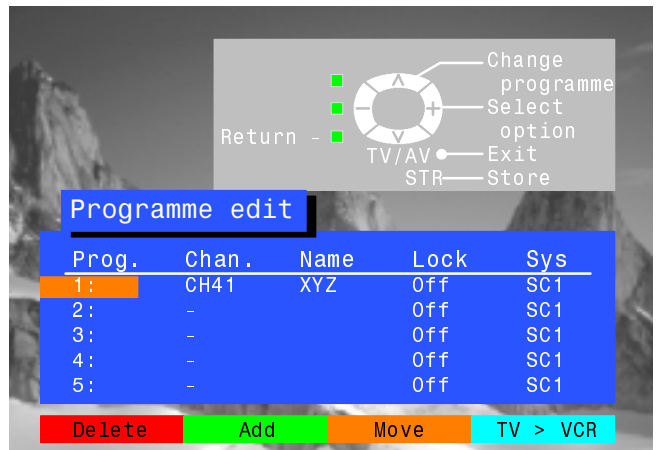 Change
programme
Select
Return - option
TV/AV Exit
STR Store
Programme edit
Prog. Chan. Name Lock Sys
1: CH41 XYZ Off SC1
2: - Off SC1
3: - Off SC1
4: - Off SC1
5: - Off SC1
Delete Add Move TV > VCR